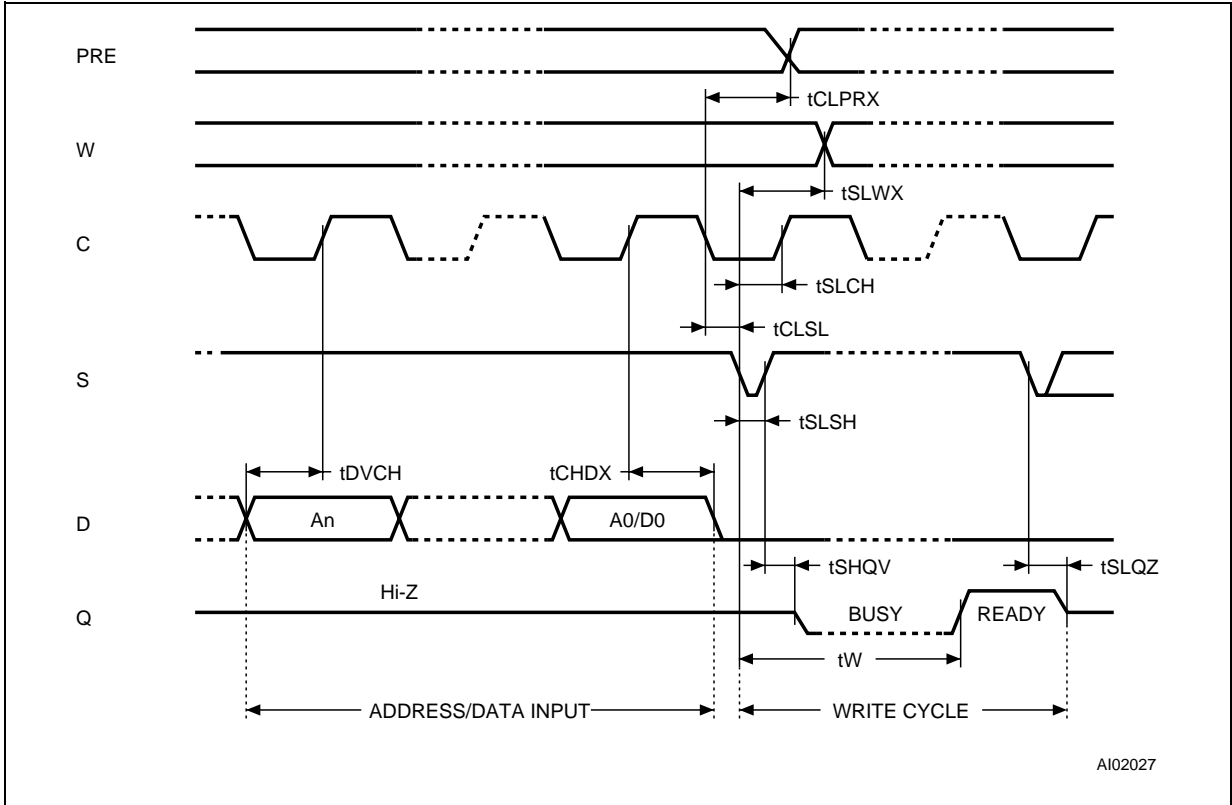 PRE
tCLPRX
W
tSLWX
C
tSLCH
tCLSL
S
tSLSH
tDVCH
tCHDX
D
An
A0/D0
tSHQV
tSLQZ
Hi-Z
Q
BUSY
READY
tW
ADDRESS/DATA INPUT
WRITE CYCLE
AI02027